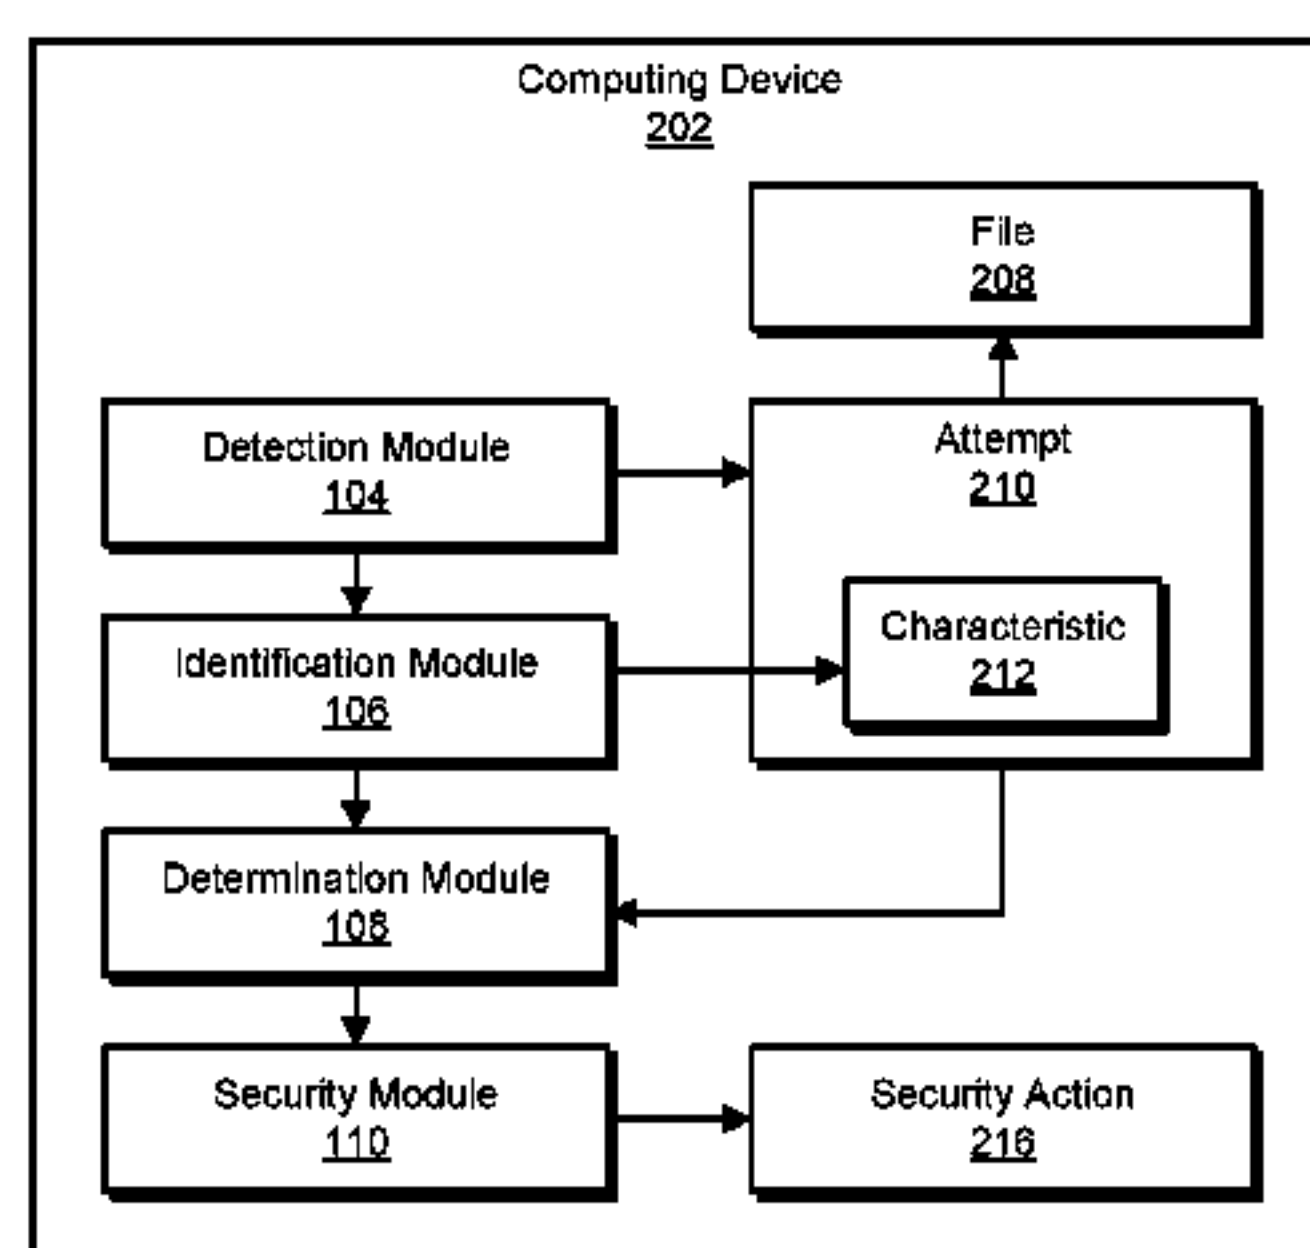 Computing Device
202
File
208
Detection Module
104
Attempt
210
Identification Module
106
Characteristic
212
Determination Module
108
Security Module
110
Security Action
216